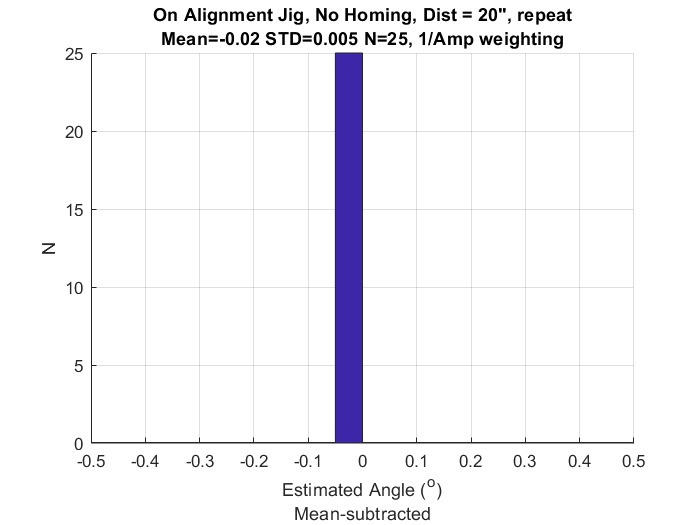 On Alignment Jig, No Homing, Dist = 20", repeat
Mean=-0.02 STD=0.005 N=25, 1/Amp weighting
25
20
15
10
5
0
N
-0.5 -0.4 -0.3 -0.2 -0.1 0 0.1 0.2 0.3 0.4 0.5
Estimated Angle (o)
Mean-subtracted